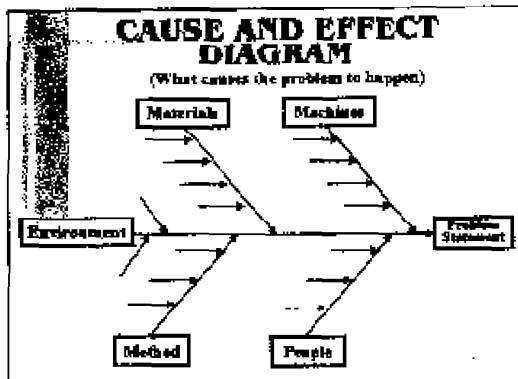 CAUSE AND EFFECT
DIAGRAM
(What causes the problem to happen)
Materials
Machines
Environment
Problem
Statement
Method
People